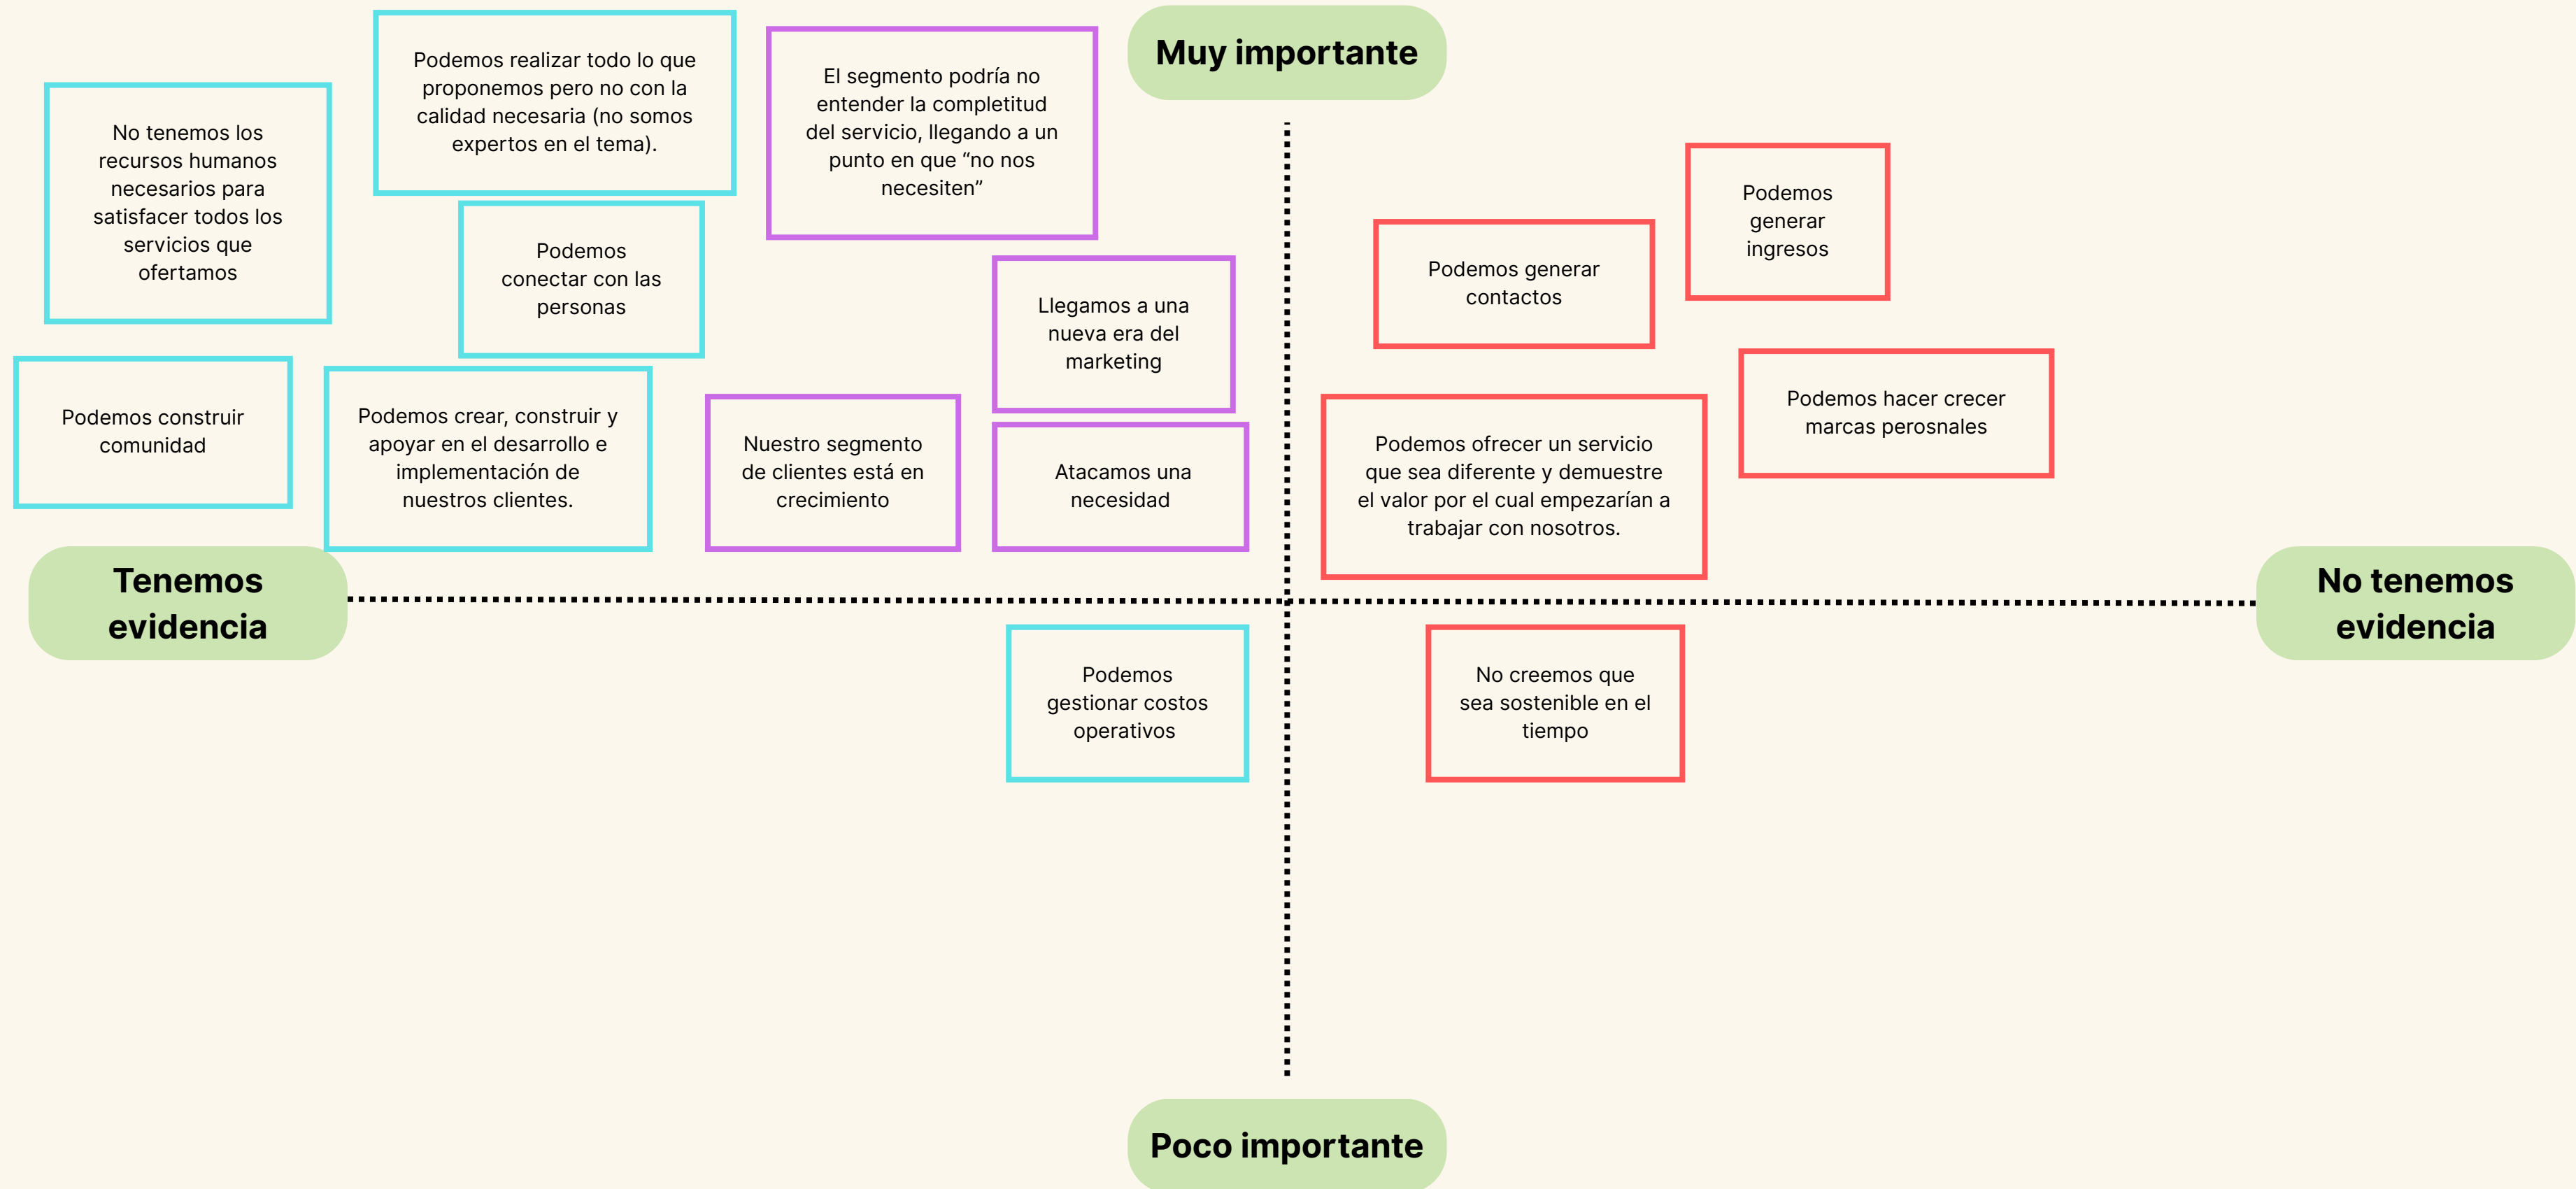 Muy importante
Podemos realizar todo lo que
proponemos pero no con la
calidad necesaria (no somos
expertos en el tema).
El segmento podría no
entender la completitud
del servicio, llegando a un
punto en que “no nos
necesiten”
No tenemos los
recursos humanos
necesarios para
satisfacer todos los
servicios que
ofertamos
Podemos
conectar con las
personas
Llegamos a una
nueva era del
marketing
Podemos generar
contactos
Podemos
generar
ingresos
Podemos construir
comunidad
Podemos crear, construir y
apoyar en el desarrollo e
implementación de
nuestros clientes.
Nuestro segmento
de clientes está en
crecimiento
Atacamos una
necesidad
Podemos ofrecer un servicio
que sea diferente y demuestre
el valor por el cual empezarían a
trabajar con nosotros.
Podemos hacer crecer
marcas perosnales
Tenemos
evidencia
No tenemos
evidencia
Podemos
gestionar costos
operativos
No creemos que
sea sostenible en el
tiempo
Poco importante